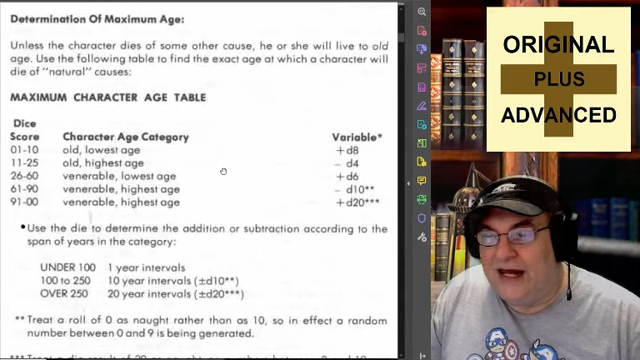 Determination Of Maximum Age:
Unless the character dies of some other cause, he or she will live to old
age. Use the following table to find the exact age at which a character will
die of "natural" causes:
MAXIMUM CHARACTER AGE TABLE
Dice
Score Character Age Category Variable*
01-10 old, lowest age +d8
11-25 old, highest age – d4
26-60 venerable, lowest age +d6
61-90 venerable, highest age – d10**
91-00 venerable, highest age +d20***
•Use the die to determine the addition or subtraction according to the
span of years in the category:
UNDER 100 1 year intervals
100 to 250 10 year intervals (±d10**)
OVER 250 20 year intervals (±d20***)
**Treat a roll of 0 as naught rather than as 10, so in effect a random
number between 0 and 9 is being generated.
ORIGINAL
PLUS
ADVANCED